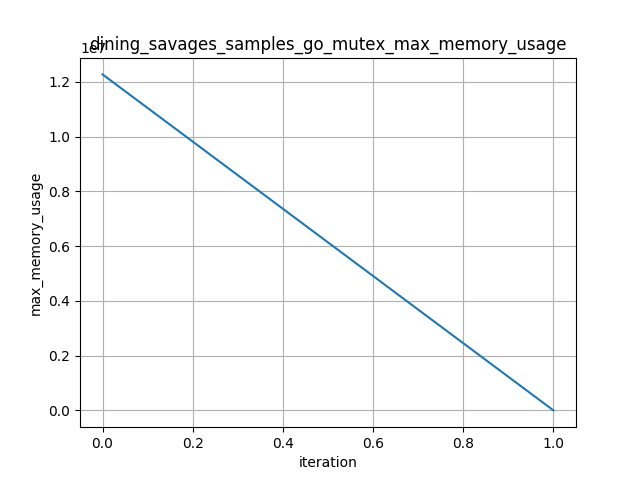 dining_savages_samples_go_mutex_max_memory_usage
1e7
1.2
1.0
0.8
0.6
0.4
0.2
0.0
max_memory_usage
0.0 0.2 0.4 0.6 0.8 1.0
iteration